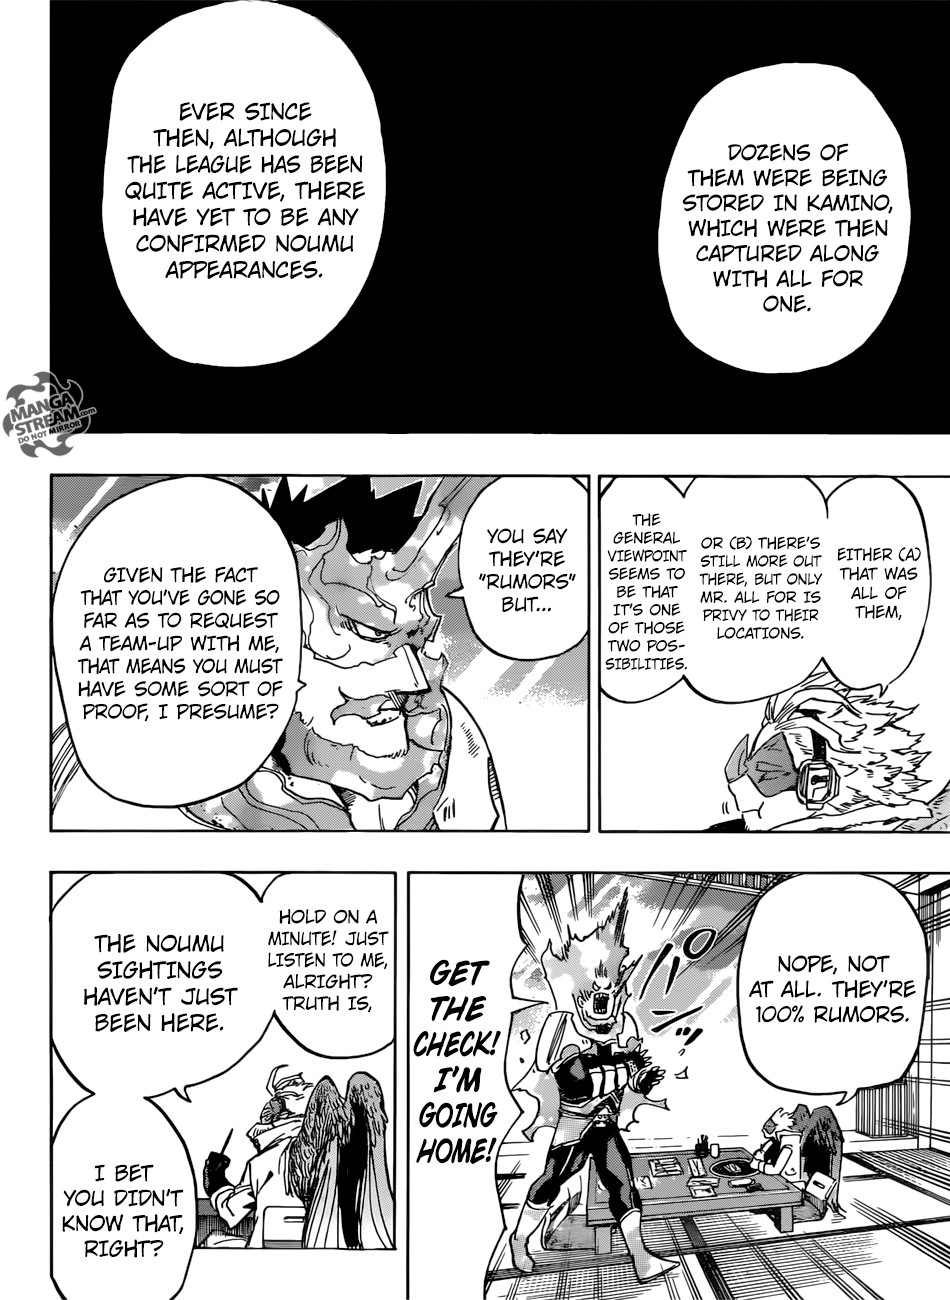 DOZENS OF
THEM WERE BEING
STORED IN KAMINO,
WHICH WERE THEN
CAPTURED ALONG
WITH ALL FOR
ONE.
EVER SINCE
THEN, ALTHOUGH
THE LEAGUE HAS BEEN
QUITE ACTIVE, THERE
HAVE YET TO BE ANY
CONFIRMED NOUMU
APPEARANCES.
MANGA
STREAM.com
DO NOT MIRROR
EITHER (A)
THAT WAS
ALL OF
THEM,
OR (B) THERE'S
STILL MORE OUT
THERE, BUT ONLY
MR. ALL FOR IS
PRIVY TO THEIR
LOCATIONS.
THE
GENERAL
VIEWPOINT
SEEMS TO
BE THAT
IT'S ONE
OF THOSE
TWO POS-
SIBILITIES.
YOU SAY
THEY'RE
"RUMORS"
BUT...
GIVEN THE FACT
THAT YOU'VE GONE SO
FAR AS TO REQUEST
A TEAM-UP WITH ME,
THAT MEANS YOU MUST
HAVE SOME SORT OF
PROOF, I PRESUME?
NOPE, NOT
AT ALL. THEY'RE
100% RUMORS.
GET
THE
CHECK!
I'M
GOING
HOME!
HOLD ON A
MINUTE! JUST
LISTEN TO ME,
ALRIGHT?
TRUTH IS,
THE NOUMU
SIGHTINGS
HAVEN'T JUST
BEEN HERE.
I BET
YOU DIDN'T
KNOW THAT,
RIGHT?